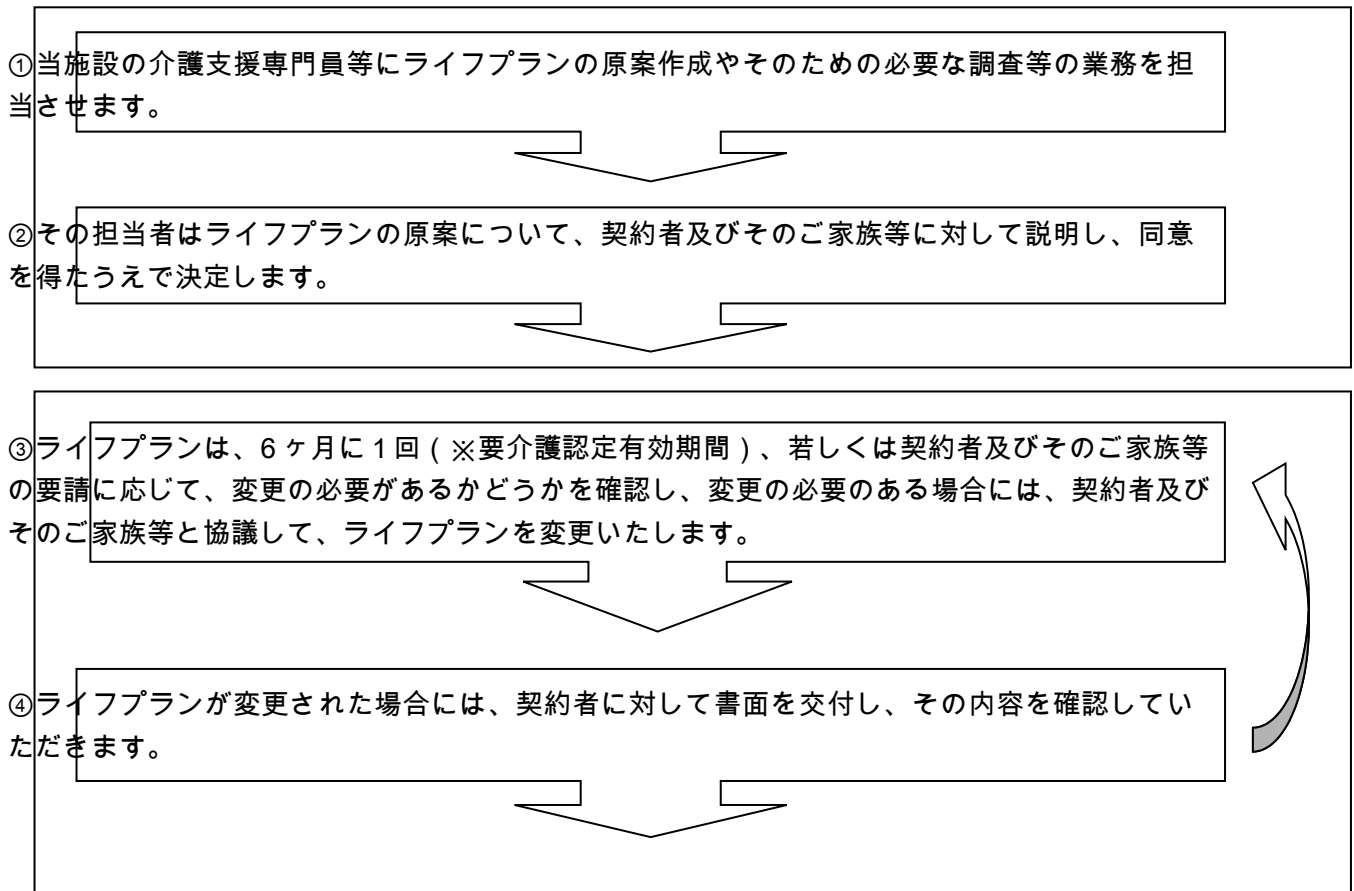 ①当施設の介護支援専門員等にライフプランの原案作成やそのための必要な調査等の業務を担
当させます。
②その担当者はライフプランの原案について、契約者及びそのご家族等に対して説明し、同意
を得たうえで決定します。
③ライフプランは、6ヶ月に1回(※要介護認定有効期間)、若しくは契約者及びそのご家族等
の要請に応じて、変更の必要があるかどうかを確認し、変更の必要のある場合には、契約者及び
そのご家族等と協議して、ライフプランを変更いたします。
④ライフプランが変更された場合には、契約者に対して書面を交付し、その内容を確認してい
ただきます。